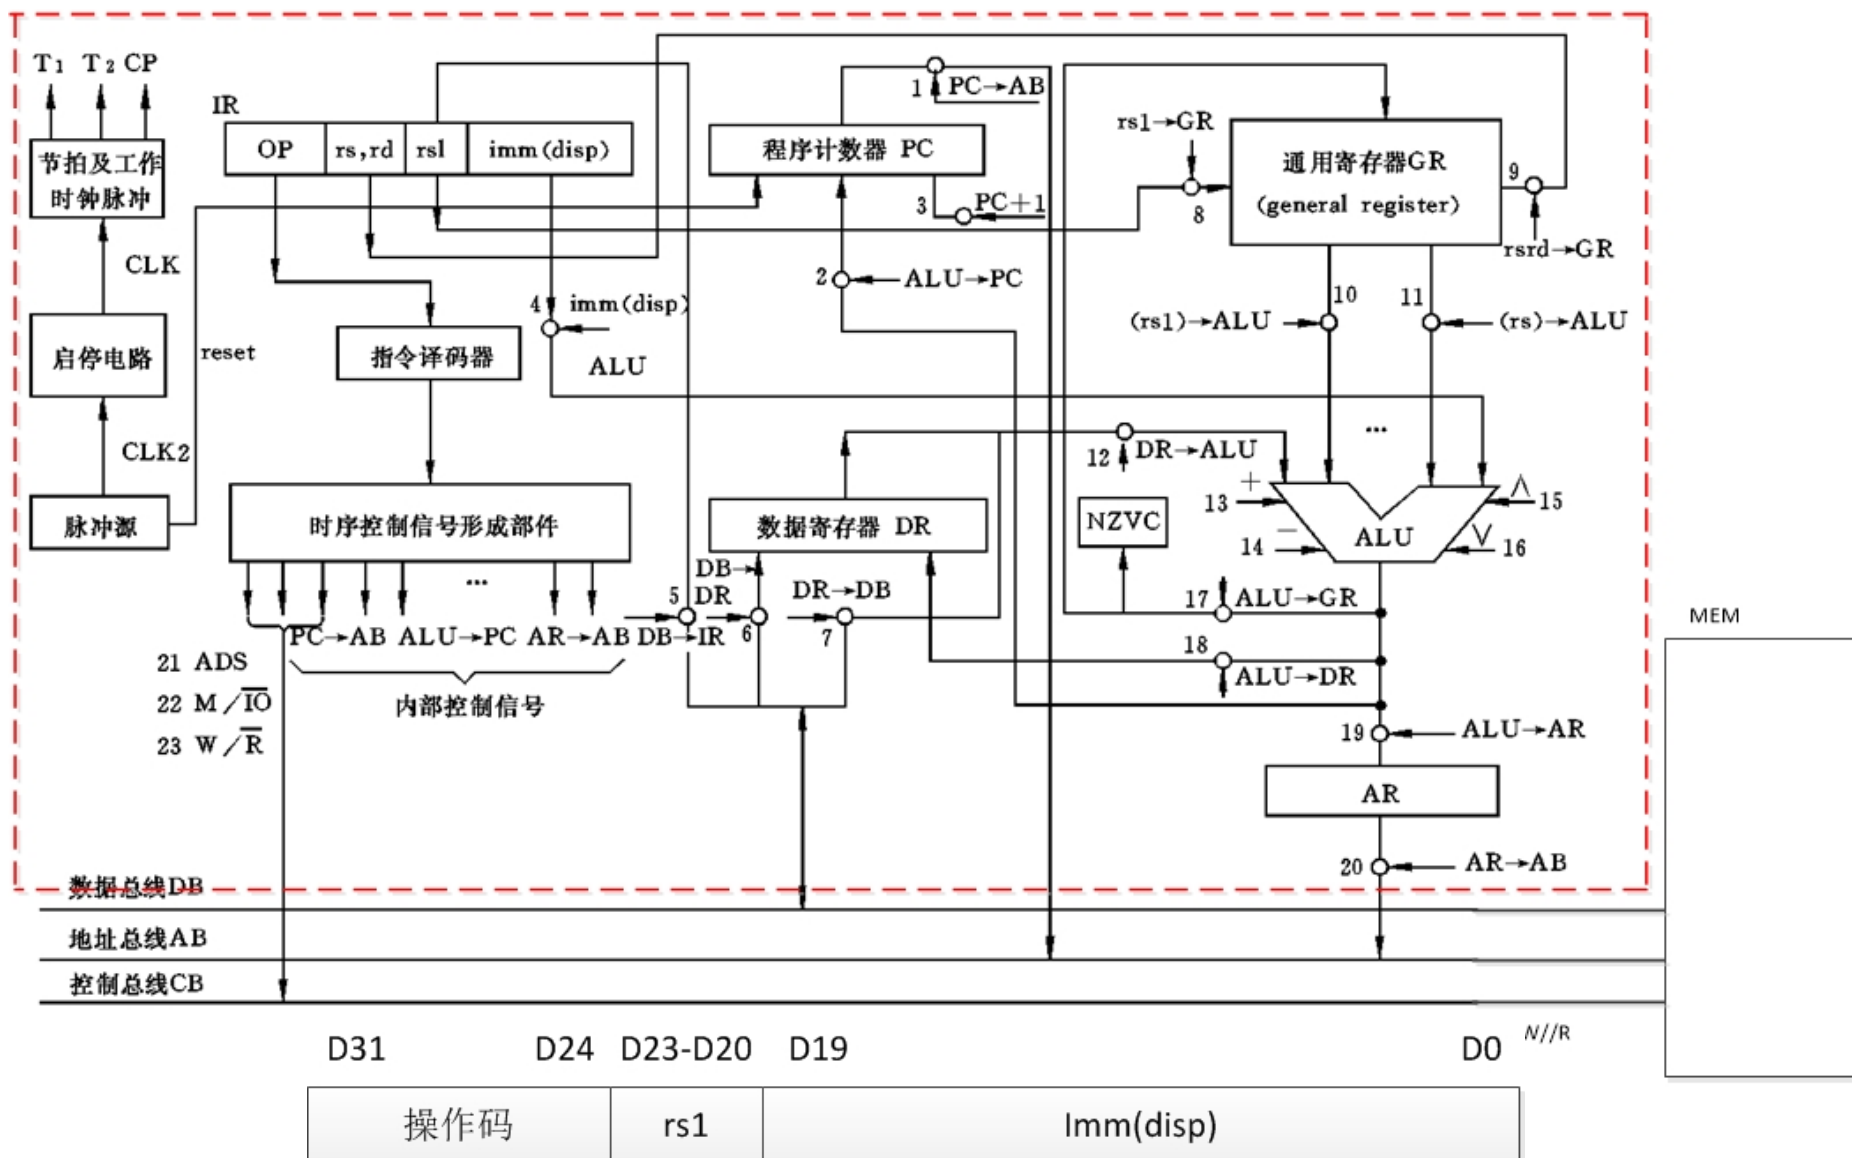 T1 T2 CP
节拍及工作
时钟脉冲
CLK
启停电路
reset
CLK2
脉冲源
IR
OP rs,rd rsl imm(disp)
指令译码器
4 imm(disp)
ALU
时序控制信号形成部件
...
PC→AB ALU→PC AR→AB
内部控制信号
21 ADS
22 M/I̅O̅
23 W/R̅
1 PC→AB
程序计数器 PC
3 PC+1
2 ALU→PC
5 DB→IR
6 DB→DR
7 DR→DB
数据寄存器 DR
rs1→GR
8
通用寄存器GR
(general register)
9
rsrd→GR
10 (rs1)→ALU
11 (rs)→ALU
...
12 DR→ALU
NZVC
13 +
14 −
ALU
∧ 15
∨ 16
17 ALU→GR
18 ALU→DR
19 ALU→AR
AR
20 AR→AB
MEM
数据总线DB
地址总线AB
控制总线CB
D31 D24 D23-D20 D19 D0 N//R
操作码 rs1 Imm(disp)